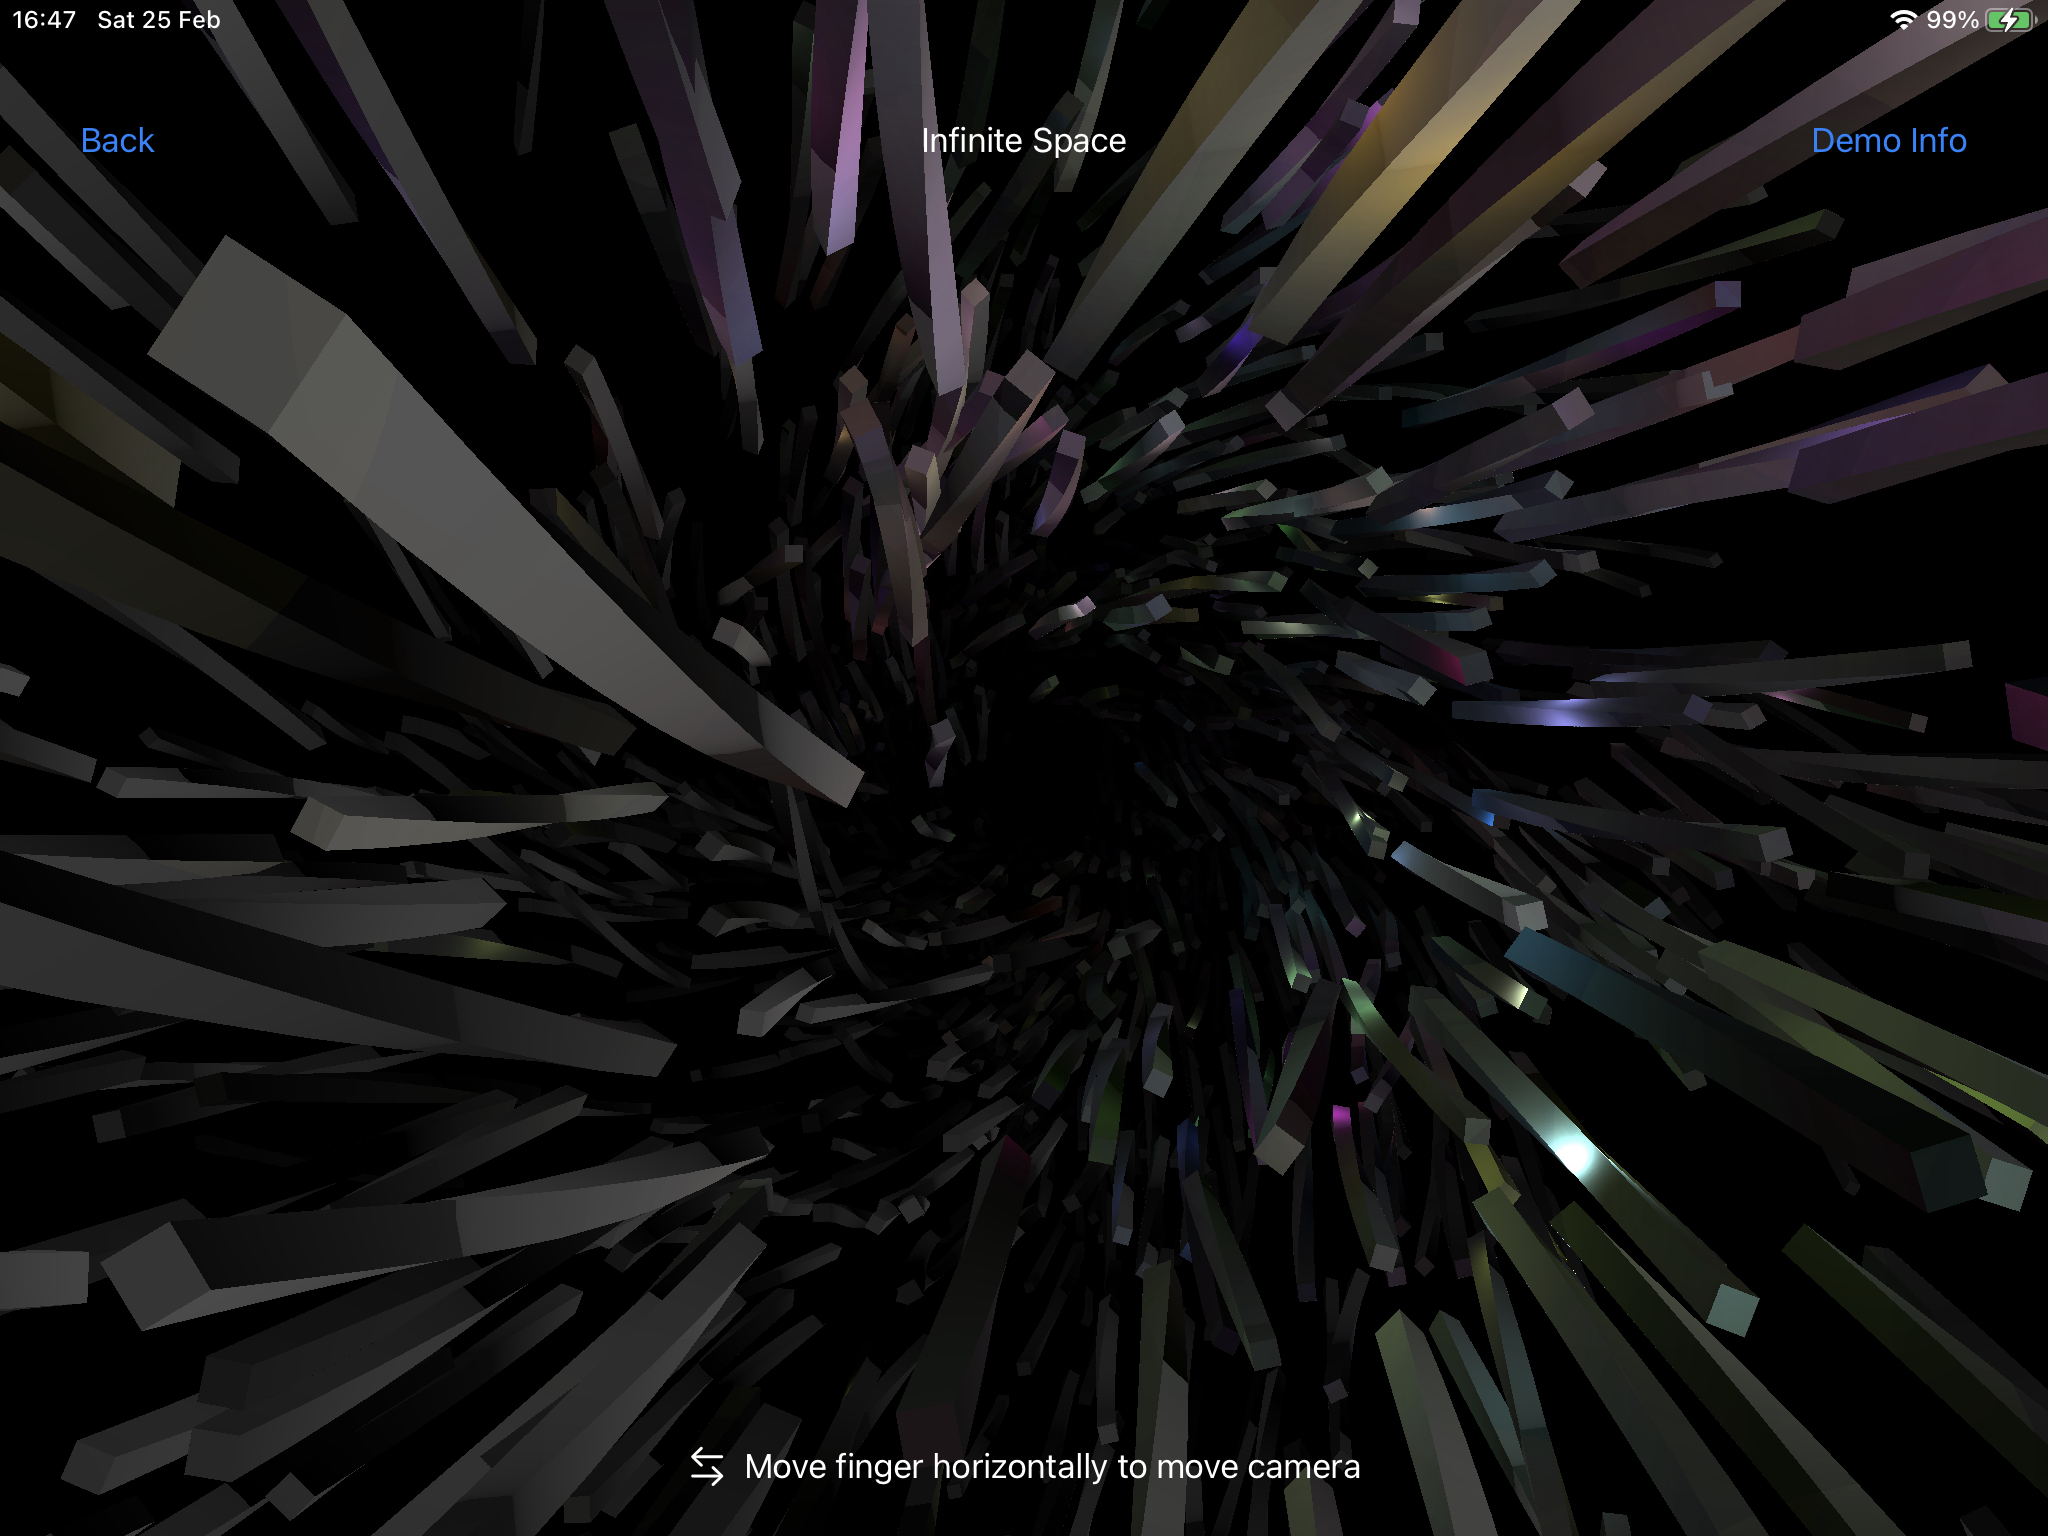 16:47 Sat 25 Feb
99%
Back
Infinite Space
Demo Info
Move finger horizontally to move camera